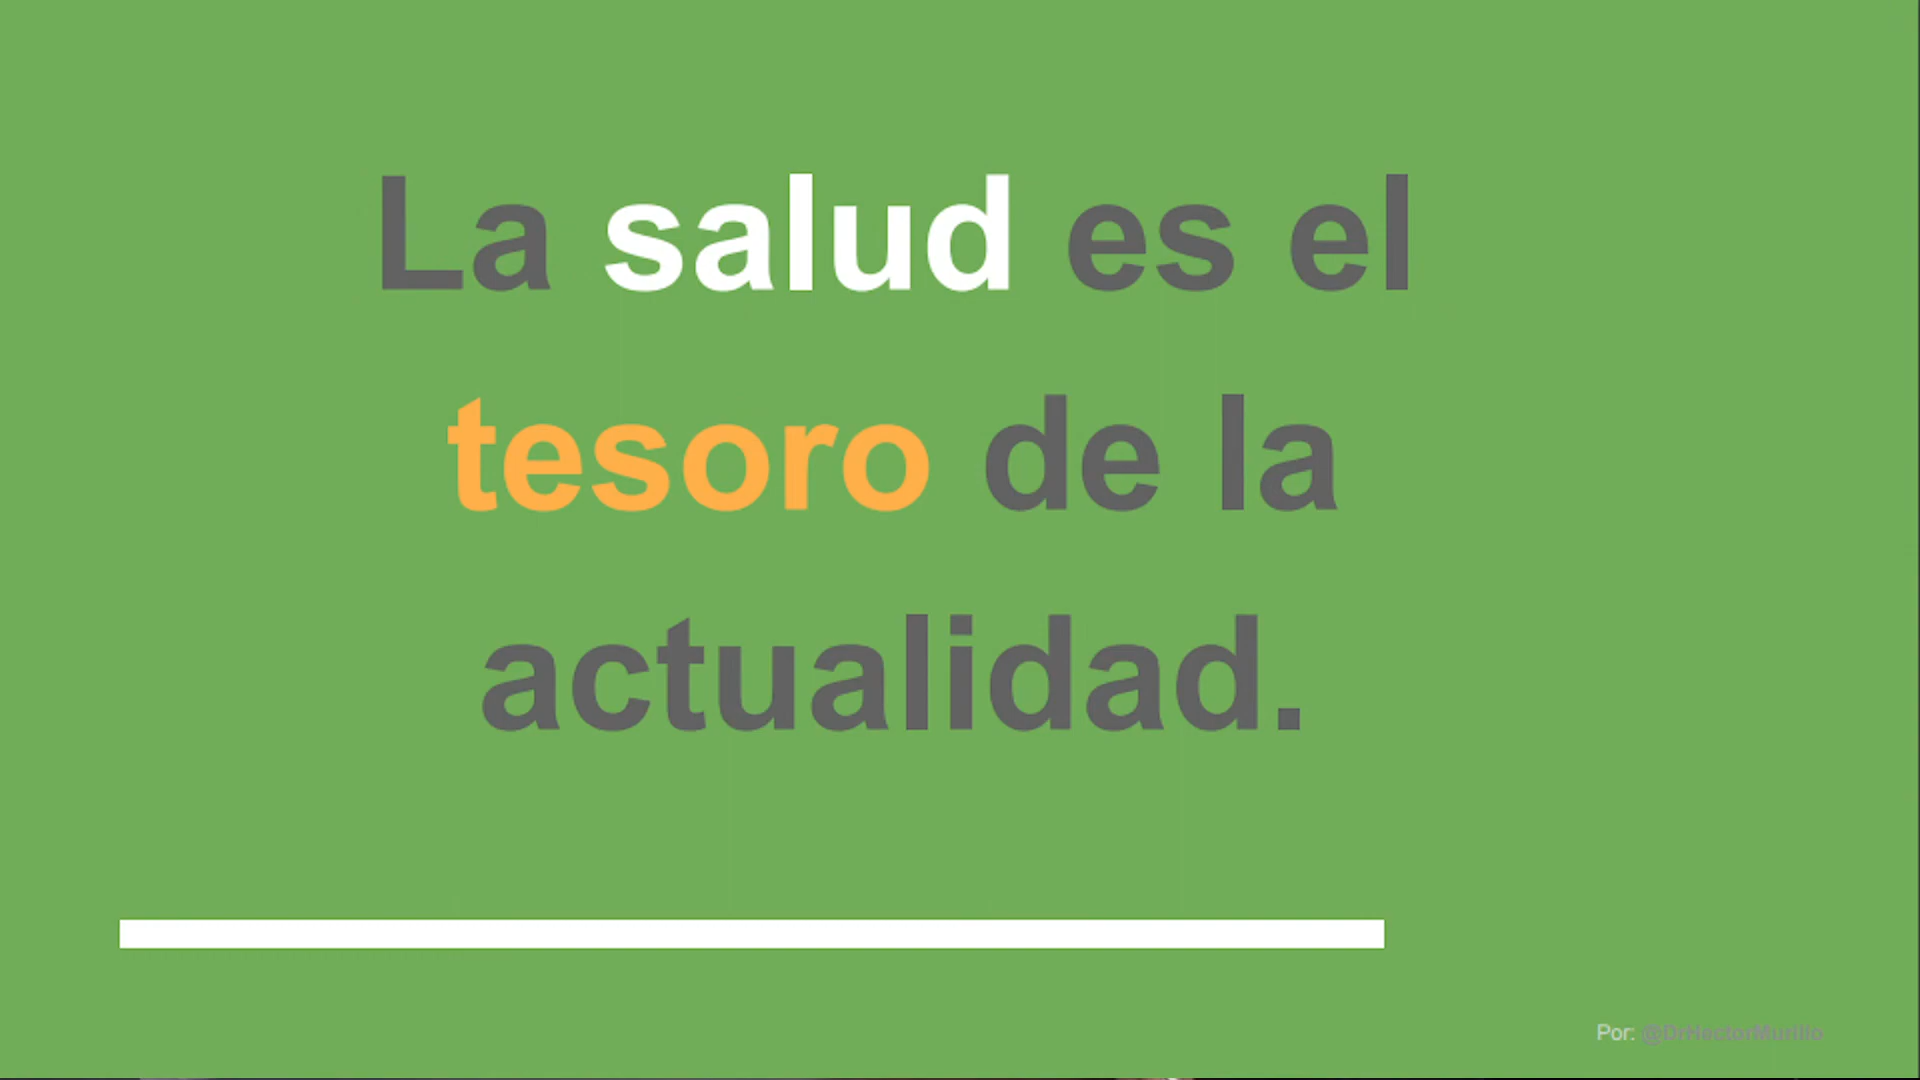 La salud es el
tesoro de la
actualidad.
Por: @DrHectorMurillo